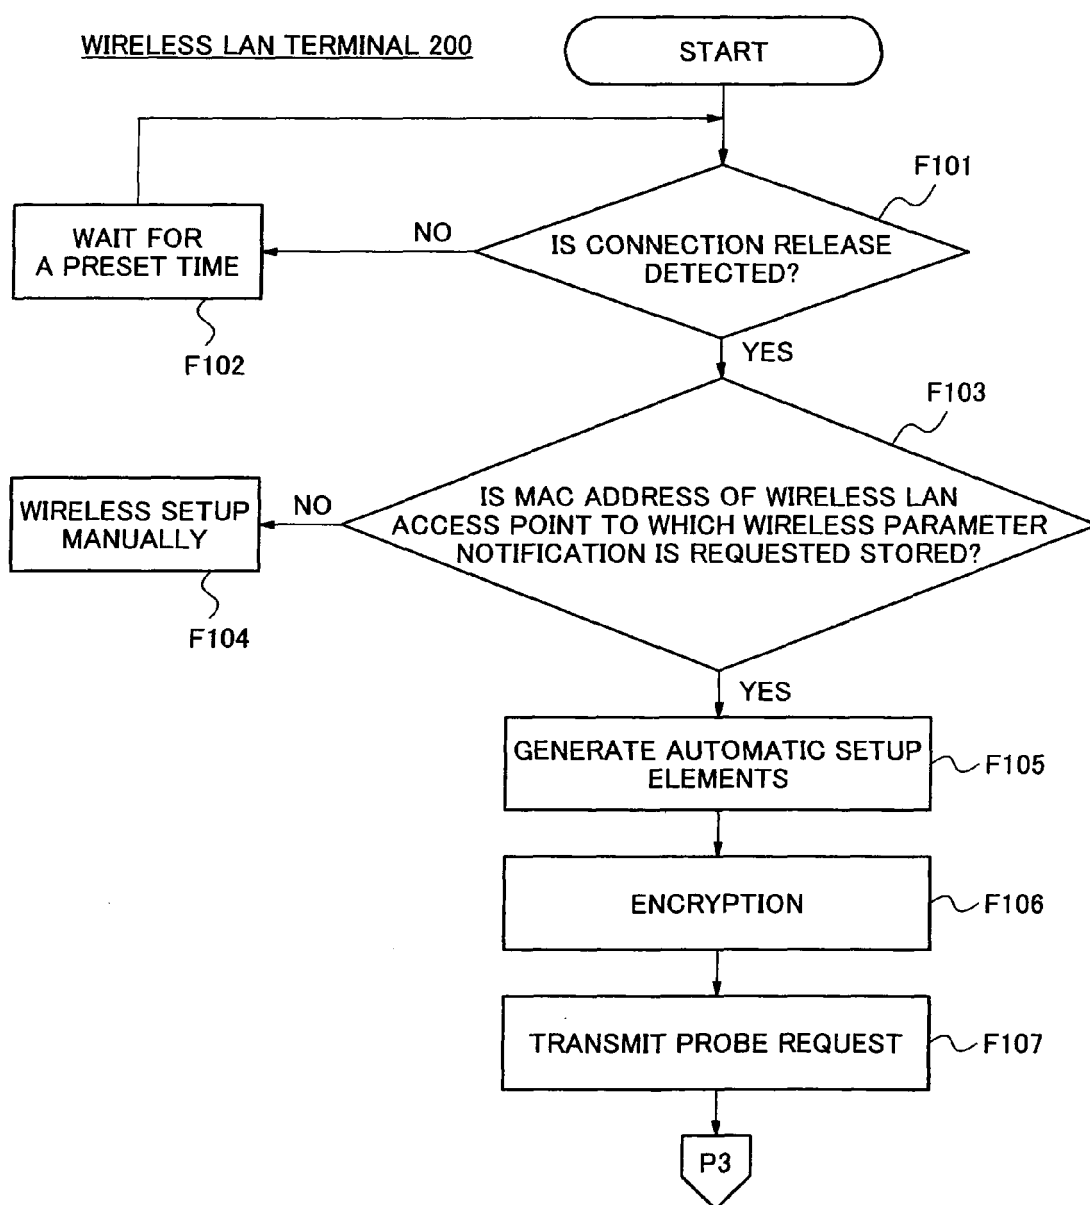 WIRELESS LAN TERMINAL 200
START
F101
IS CONNECTION RELEASE
DETECTED?
NO
WAIT FOR
A PRESET TIME
F102
YES
F103
IS MAC ADDRESS OF WIRELESS LAN
ACCESS POINT TO WHICH WIRELESS PARAMETER
NOTIFICATION IS REQUESTED STORED?
NO
WIRELESS SETUP
MANUALLY
F104
YES
GENERATE AUTOMATIC SETUP
ELEMENTS
F105
ENCRYPTION
F106
TRANSMIT PROBE REQUEST
F107
P3